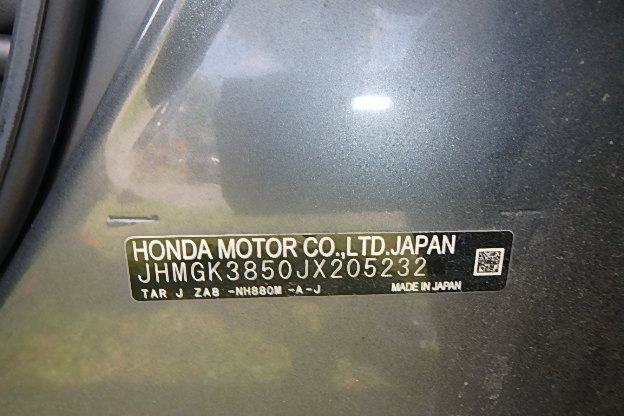 HONDA MOTOR CO.,LTD.JAPAN
JHMGK3850JX205232
TAR J ZA8 -NH880M -A-J MADE IN JAPAN